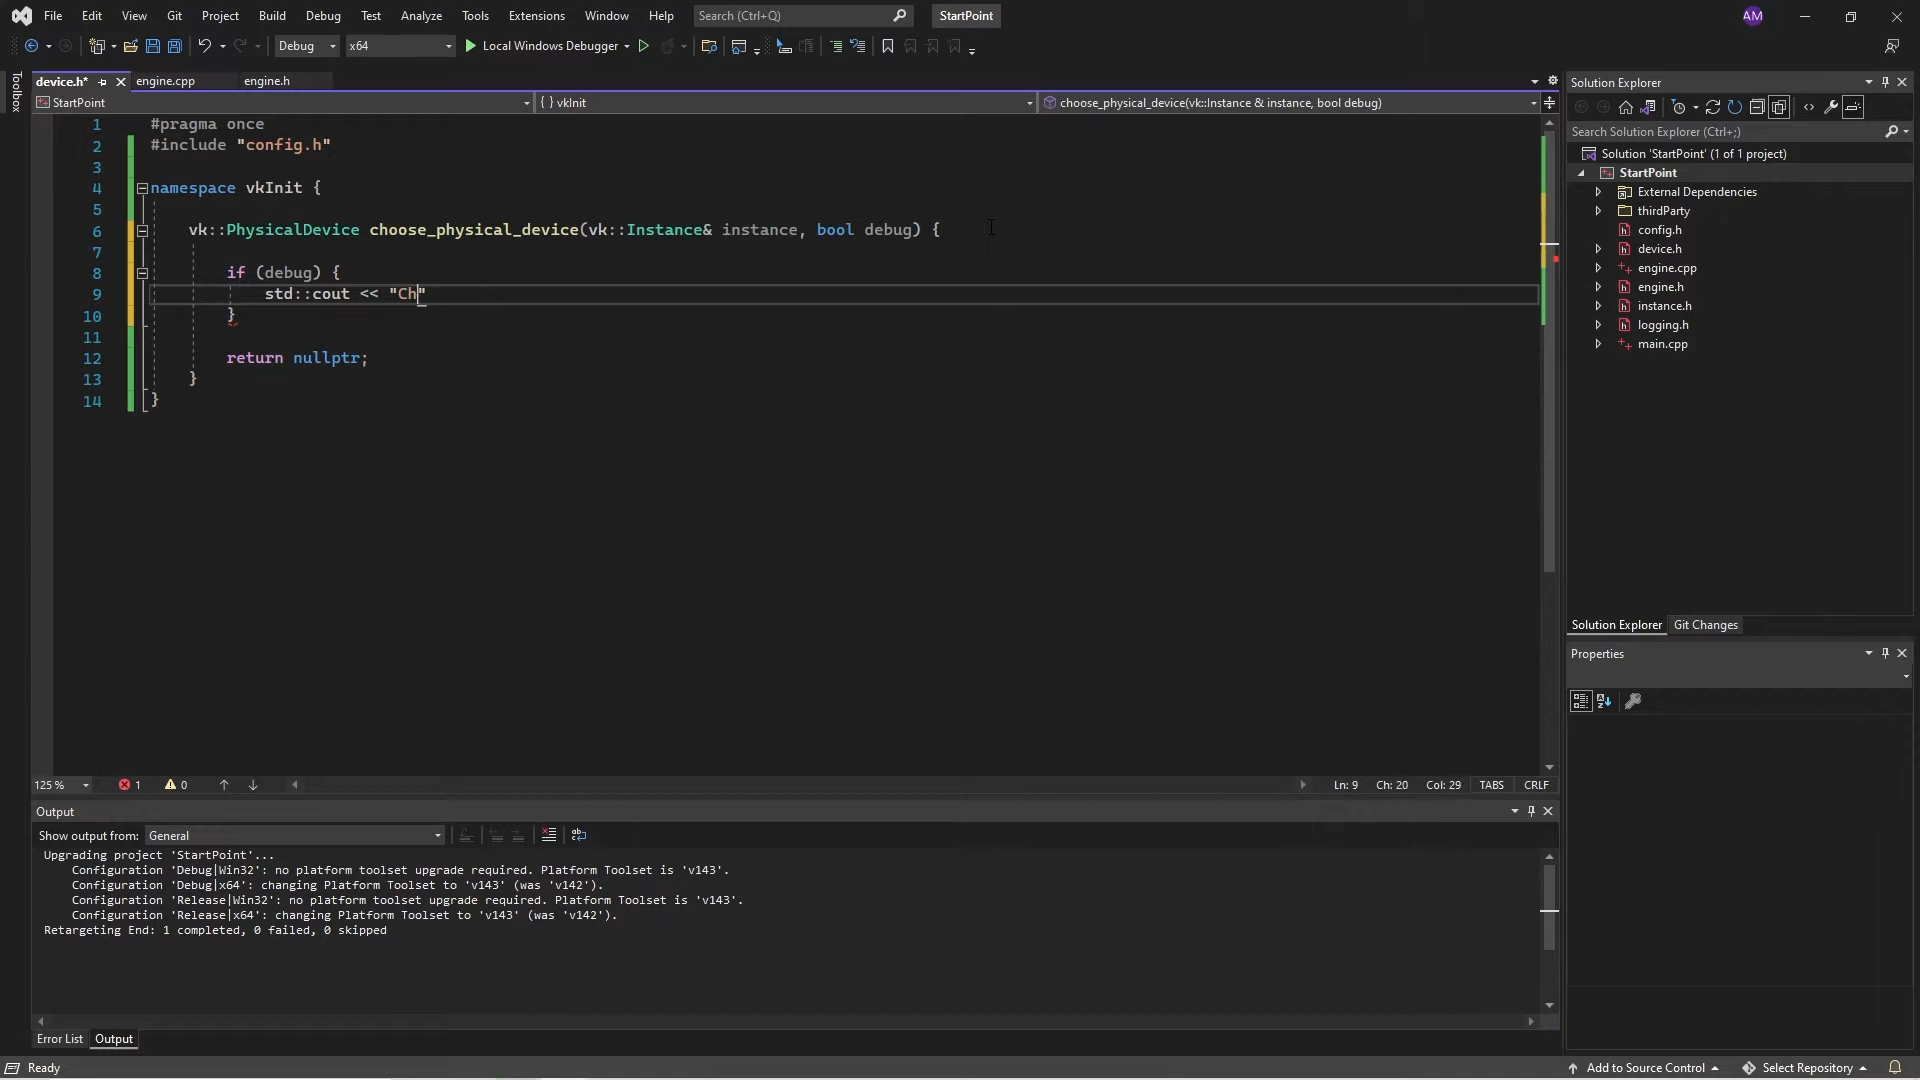 File Edit View Git Project Build Debug Test Analyze Tools Extensions Window Help Search (Ctrl+Q) StartPoint AM
Debug x64 Local Windows Debugger
Toolbox
device.h* engine.cpp engine.h
StartPoint { } vkInit choose_physical_device(vk::Instance & instance, bool debug)
1 #pragma once
2 #include "config.h"
3
4 namespace vkInit {
5
6 vk::PhysicalDevice choose_physical_device(vk::Instance& instance, bool debug) {
7
8 if (debug) {
9 std::cout << "Ch"
10 }
11
12 return nullptr;
13 }
14 }
125 % 1 0 Ln: 9 Ch: 20 Col: 29 TABS CRLF
Output
Show output from: General
Upgrading project 'StartPoint'...
Configuration 'Debug|Win32': no platform toolset upgrade required. Platform Toolset is 'v143'.
Configuration 'Debug|x64': changing Platform Toolset to 'v143' (was 'v142').
Configuration 'Release|Win32': no platform toolset upgrade required. Platform Toolset is 'v143'.
Configuration 'Release|x64': changing Platform Toolset to 'v143' (was 'v142').
Retargeting End: 1 completed, 0 failed, 0 skipped
Error List Output
Solution Explorer
Search Solution Explorer (Ctrl+;)
Solution 'StartPoint' (1 of 1 project)
StartPoint
External Dependencies
thirdParty
config.h
device.h
engine.cpp
engine.h
instance.h
logging.h
main.cpp
Solution Explorer Git Changes
Properties
Ready Add to Source Control Select Repository